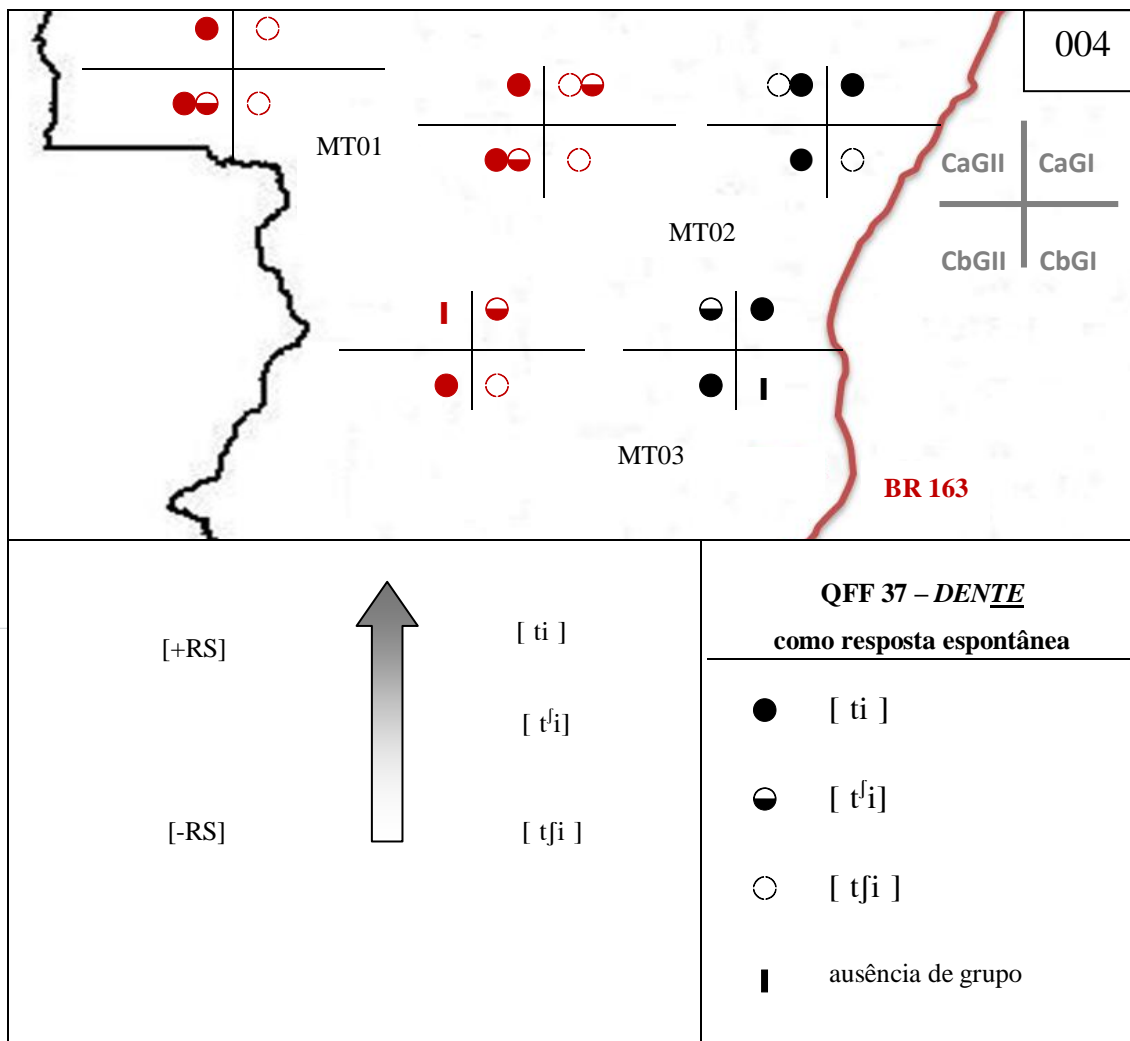 004
CaGII CaGI
CbGII CbGI
MT01
MT02
MT03
BR 163
[+RS]
[ ti ]
[ tᶴi]
[-RS]
[ tʃi ]
QFF 37 – DENTE
como resposta espontânea
[ ti ]
[ tᶴi]
[ tʃi ]
ausência de grupo